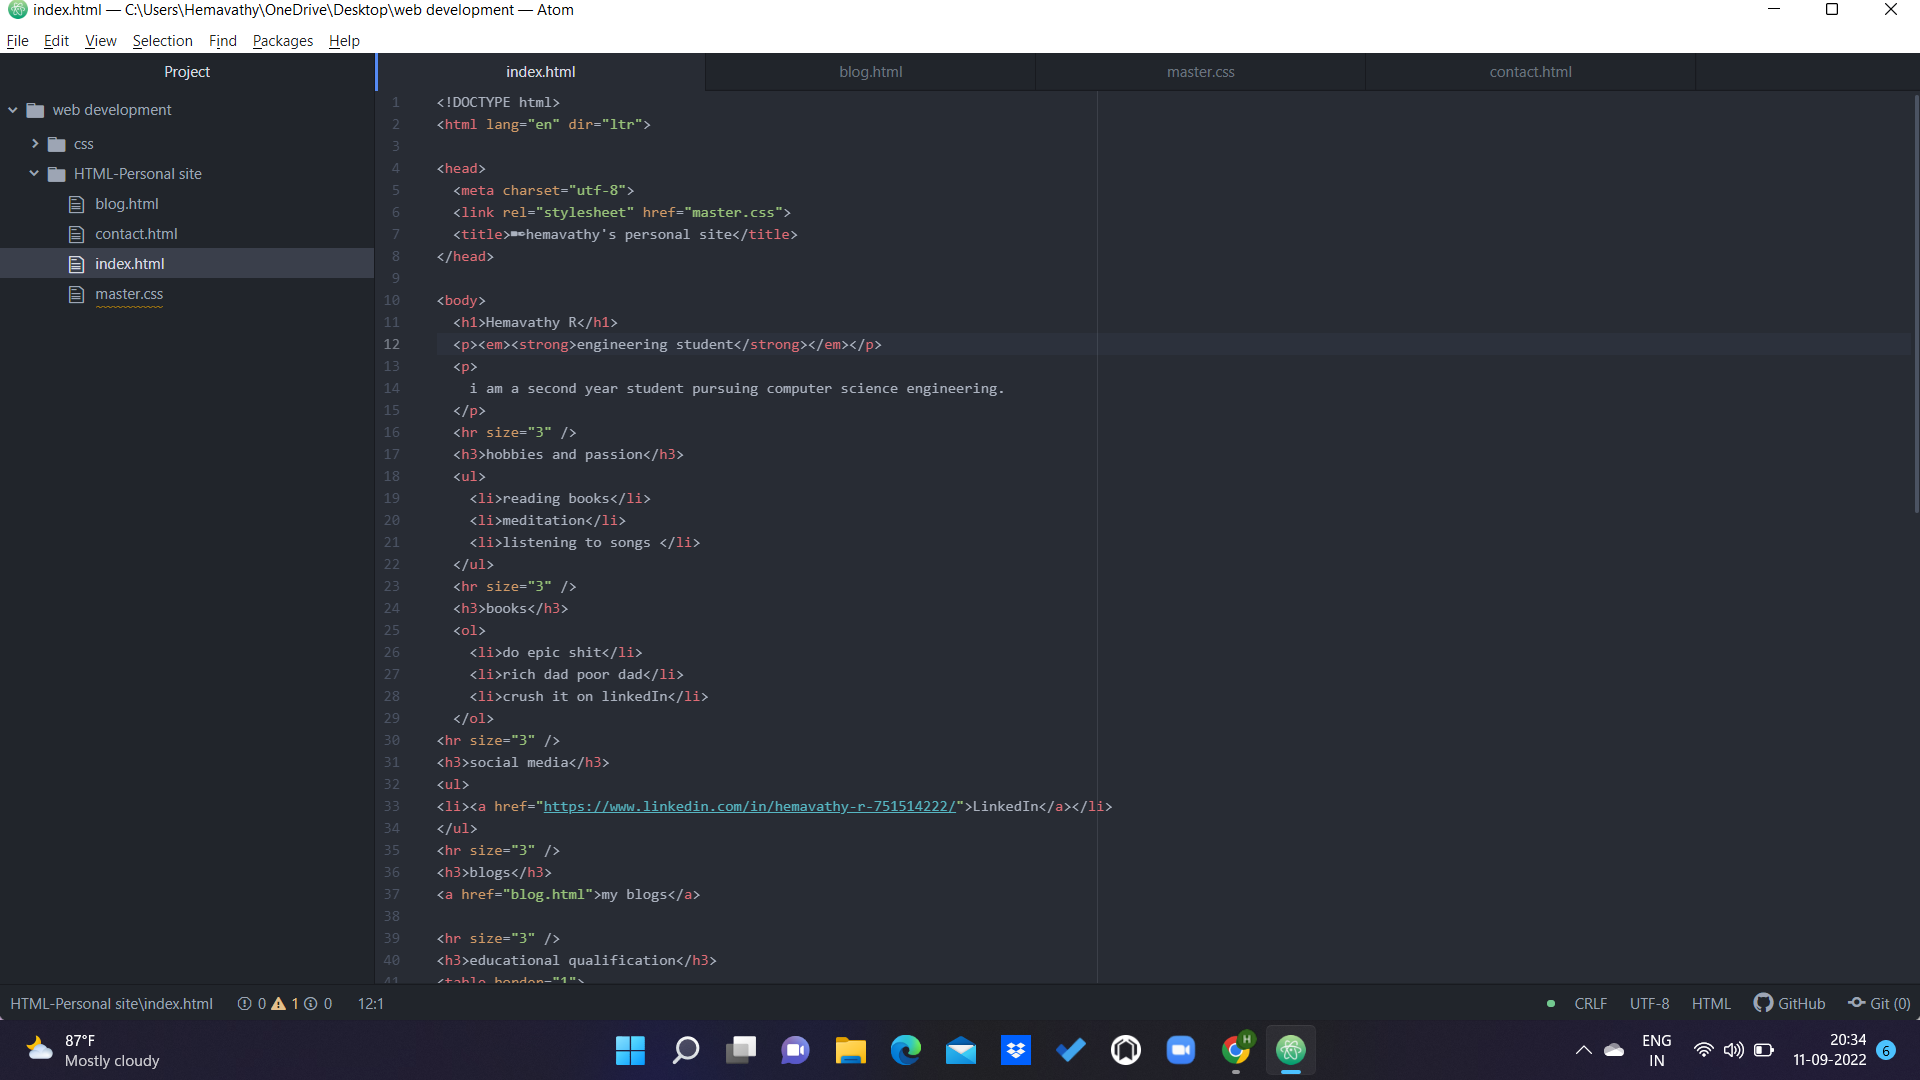 index.html — C:\Users\Hemavathy\OneDrive\Desktop\web development — Atom
File Edit View Selection Find Packages Help
Project
web development
css
HTML-Personal site
blog.html
contact.html
index.html
master.css
index.html blog.html master.css contact.html
1 <!DOCTYPE html>
2 <html lang="en" dir="ltr">
3
4 <head>
5 <meta charset="utf-8">
6 <link rel="stylesheet" href="master.css">
7 <title>✒hemavathy's personal site</title>
8 </head>
9
10 <body>
11 <h1>Hemavathy R</h1>
12 <p><em><strong>engineering student</strong></em></p>
13 <p>
14 i am a second year student pursuing computer science engineering.
15 </p>
16 <hr size="3" />
17 <h3>hobbies and passion</h3>
18 <ul>
19 <li>reading books</li>
20 <li>meditation</li>
21 <li>listening to songs </li>
22 </ul>
23 <hr size="3" />
24 <h3>books</h3>
25 <ol>
26 <li>do epic shit</li>
27 <li>rich dad poor dad</li>
28 <li>crush it on linkedIn</li>
29 </ol>
30 <hr size="3" />
31 <h3>social media</h3>
32 <ul>
33 <li><a href="https://www.linkedin.com/in/hemavathy-r-751514222/">LinkedIn</a></li>
34 </ul>
35 <hr size="3" />
36 <h3>blogs</h3>
37 <a href="blog.html">my blogs</a>
38
39 <hr size="3" />
40 <h3>educational qualification</h3>
41 <table border="1">
HTML-Personal site\index.html 0 1 0 12:1 CRLF UTF-8 HTML GitHub Git (0)
87°F
Mostly cloudy
H
ENG
IN
20:34
11-09-2022
6